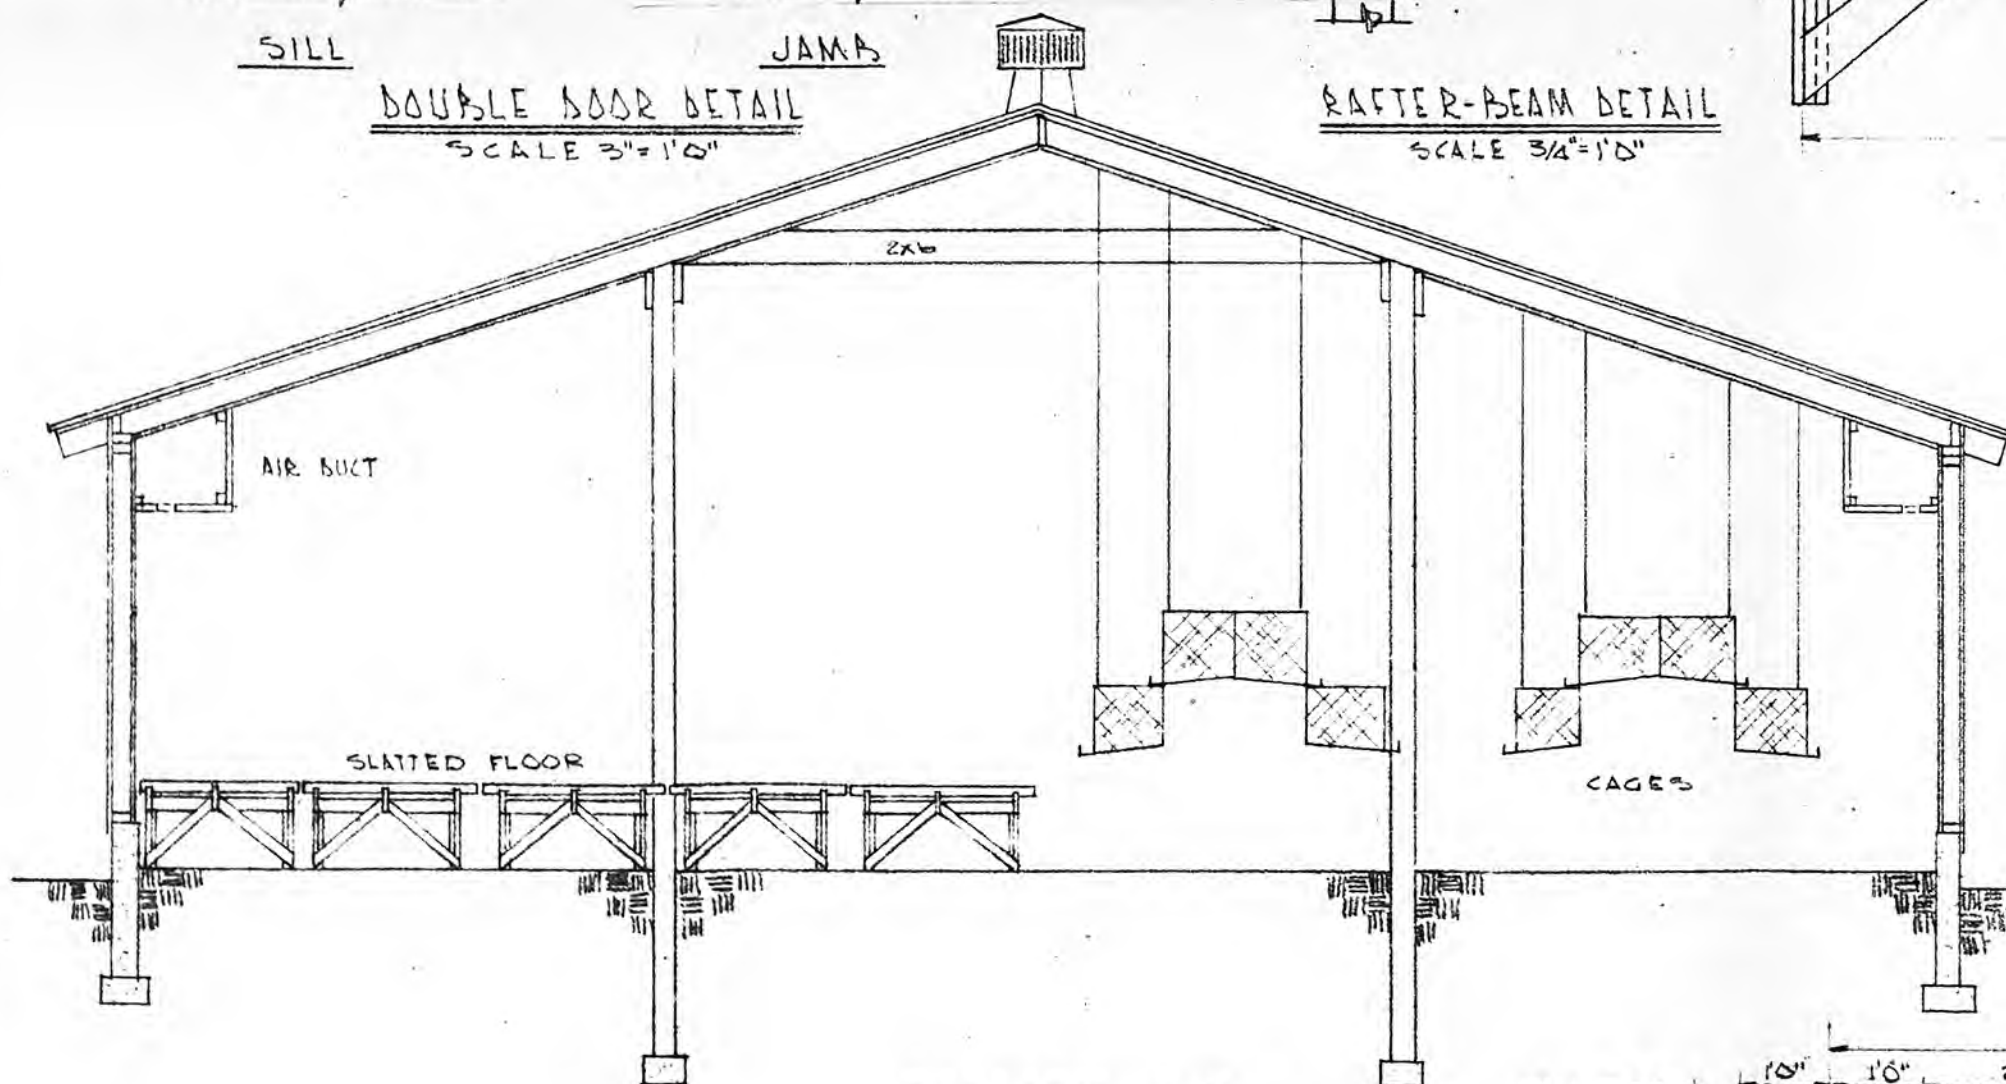 SILL
JAMB
DOUBLE DOOR DETAIL
SCALE 3"=1'0"
RAFTER-BEAM DETAIL
SCALE 3/4"=1'0"
2x6
AIR DUCT
SLATTED FLOOR
CAGES
1'0" 1'0"